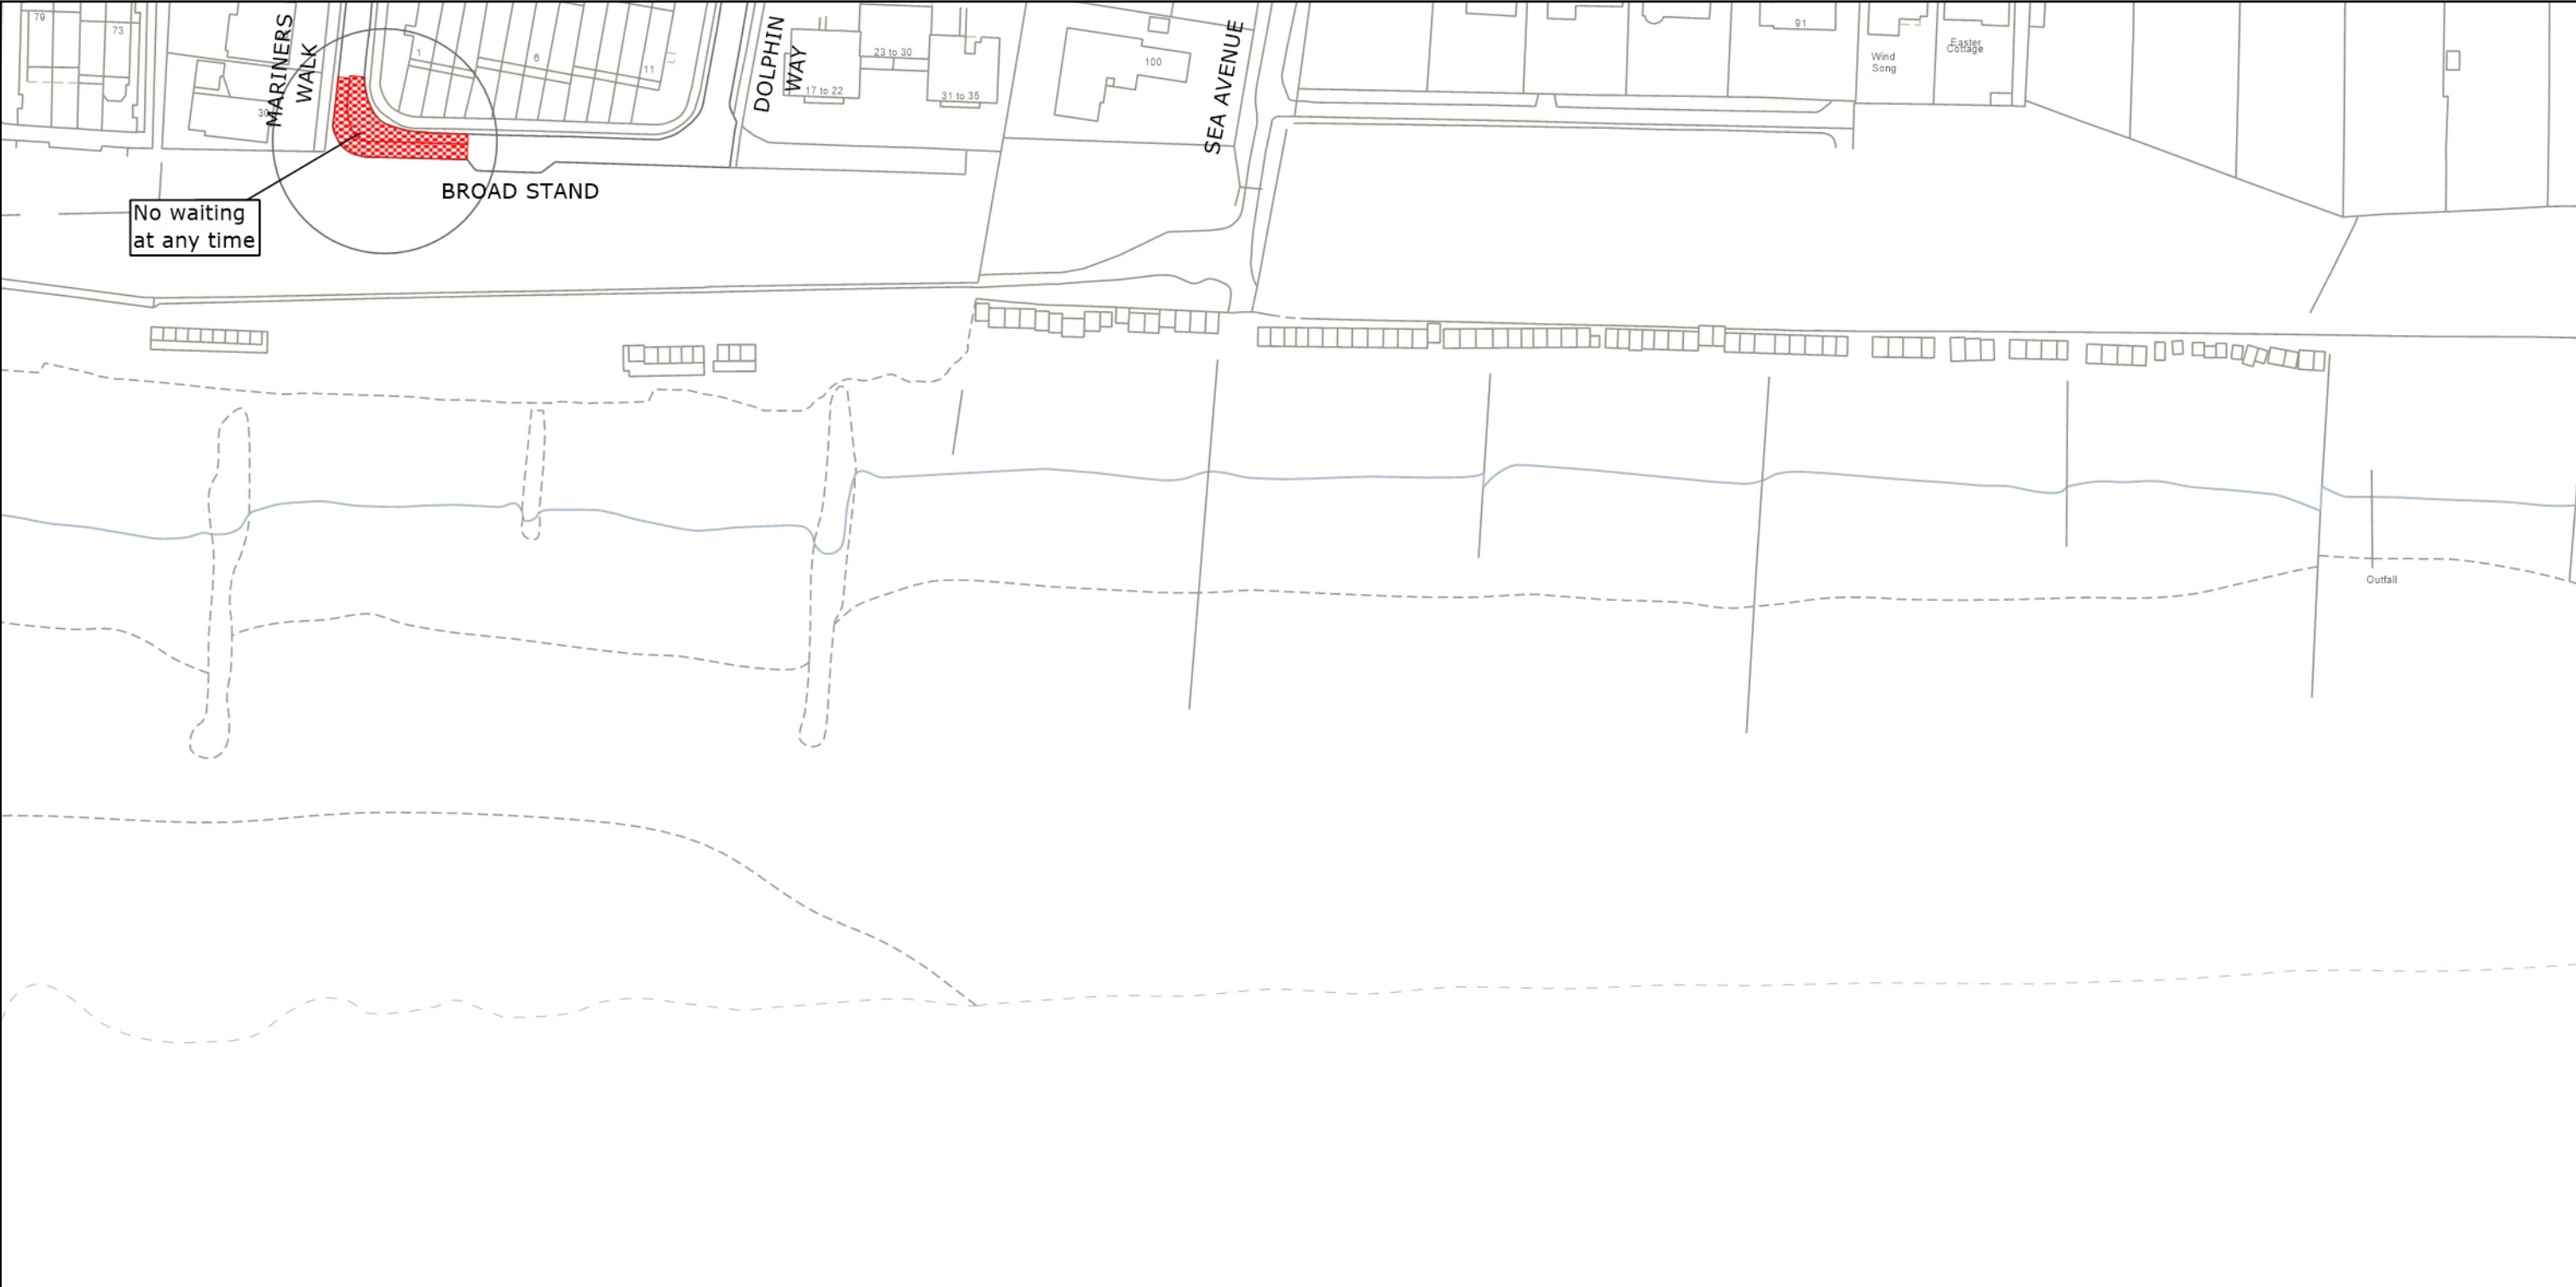 79
73
MARINERS
WALK
30
1
6
11
DOLPHIN
WAY
23 to 30
17 to 22
31 to 35
100
SEA AVENUE
91
Wind
Song
Easter
Cottage
No waiting
at any time
BROAD STAND
Outfall